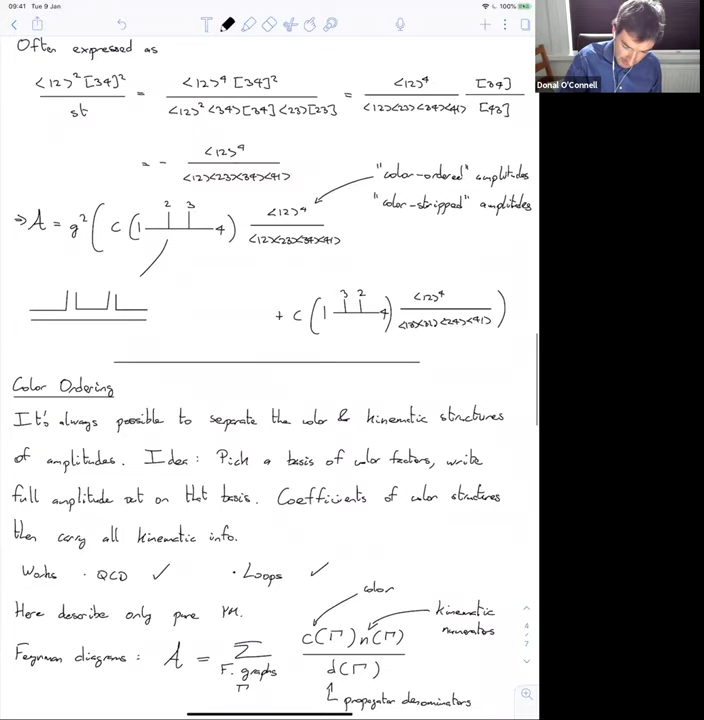 09:41 Tue 9 Jan
100%
Donal O'Connell
Often expressed as
<12>²[34]² / st = <12>⁴[34]² / <12>²<34>[34]<23>[23] = <12>⁴ / <12><23><34><41> [34] / [43]
= - <12>⁴ / <12><23><34><41>
"color-ordered" amplitudes
"color-stripped" amplitudes
⇒ A = g² ( C ( 1 2 3 4 ) <12>⁴ / <12><23><34><41>
+ C ( 1 3 2 4 ) <12>⁴ / <13><32><24><41> )
Color Ordering
It's always possible to separate the color & kinematic structures
of amplitudes. Idea: Pick a basis of color factors, write
full amplitude out on that basis. Coefficients of color structures
then carry all kinematic info.
Works · QCD ✓ · Loops ✓
Here describe only pure YM.
color
kinematic
numerators
Feynman diagrams: A = Σ F. graphs Γ c(Γ) n(Γ) / d(Γ)
propagator denominators
4
7